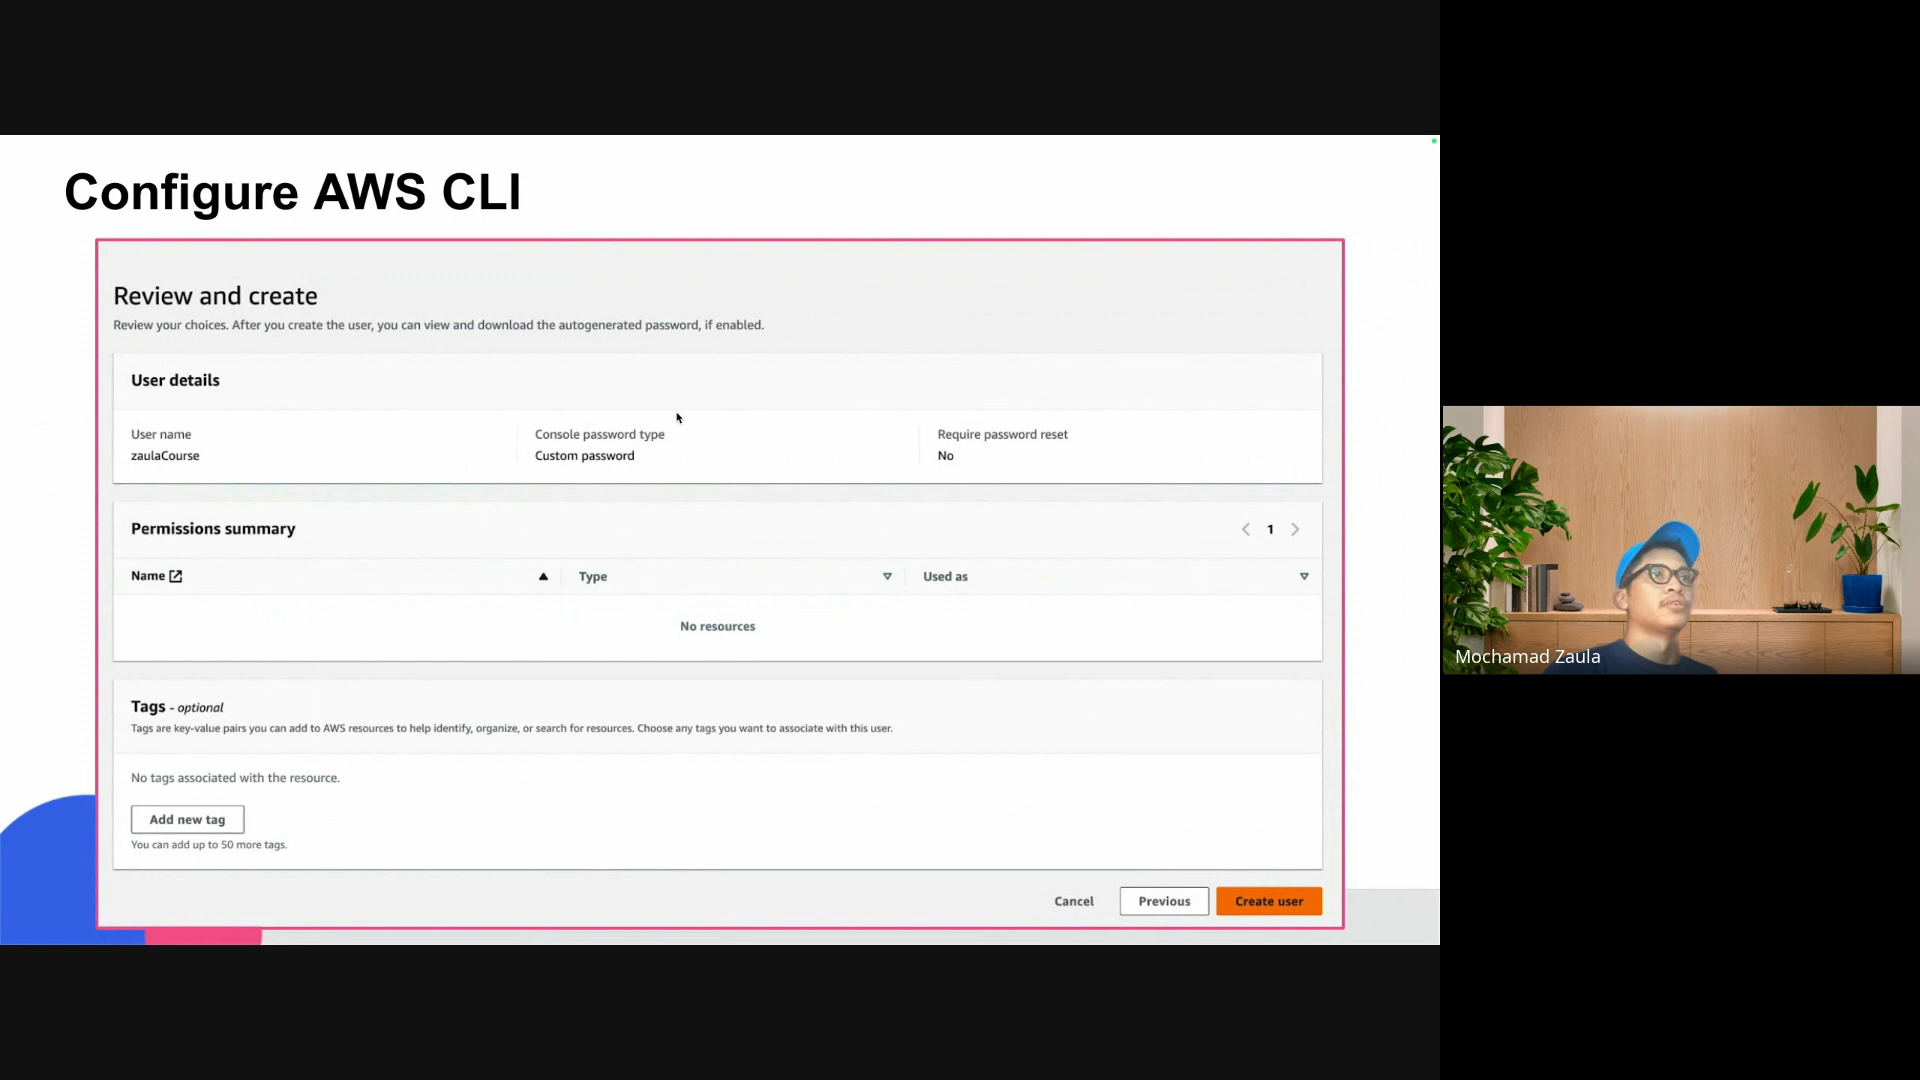 Configure AWS CLI
Review and create
Review your choices. After you create the user, you can view and download the autogenerated password, if enabled.
User details
User name
Console password type
Require password reset
zaulaCourse
Custom password
No
Permissions summary
1
Name
Type
Used as
No resources
Tags - optional
Tags are key-value pairs you can add to AWS resources to help identify, organize, or search for resources. Choose any tags you want to associate with this user.
No tags associated with the resource.
Add new tag
You can add up to 50 more tags.
Cancel
Previous
Create user
Mochamad Zaula